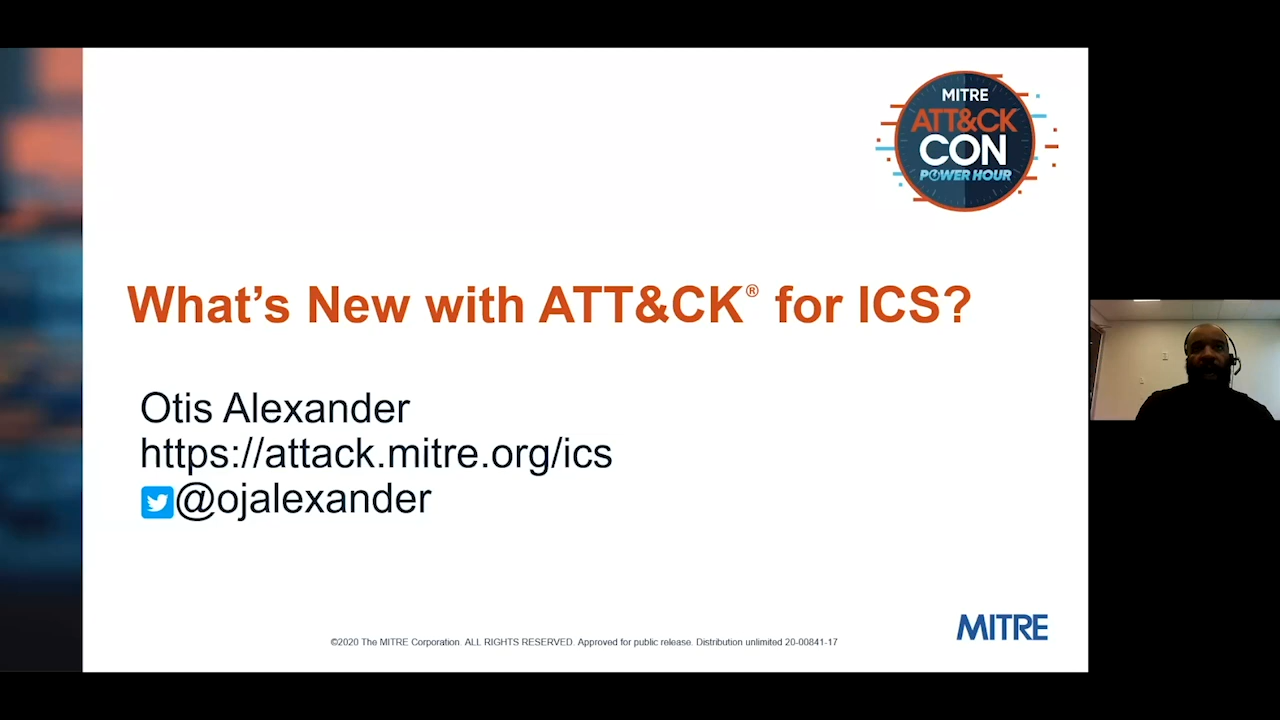 MITRE
ATT&CK
CON
POWER HOUR
What's New with ATT&CK® for ICS?
Otis Alexander
https://attack.mitre.org/ics
@ojalexander
MITRE
©2020 The MITRE Corporation. ALL RIGHTS RESERVED. Approved for public release. Distribution unlimited 20-00841-17